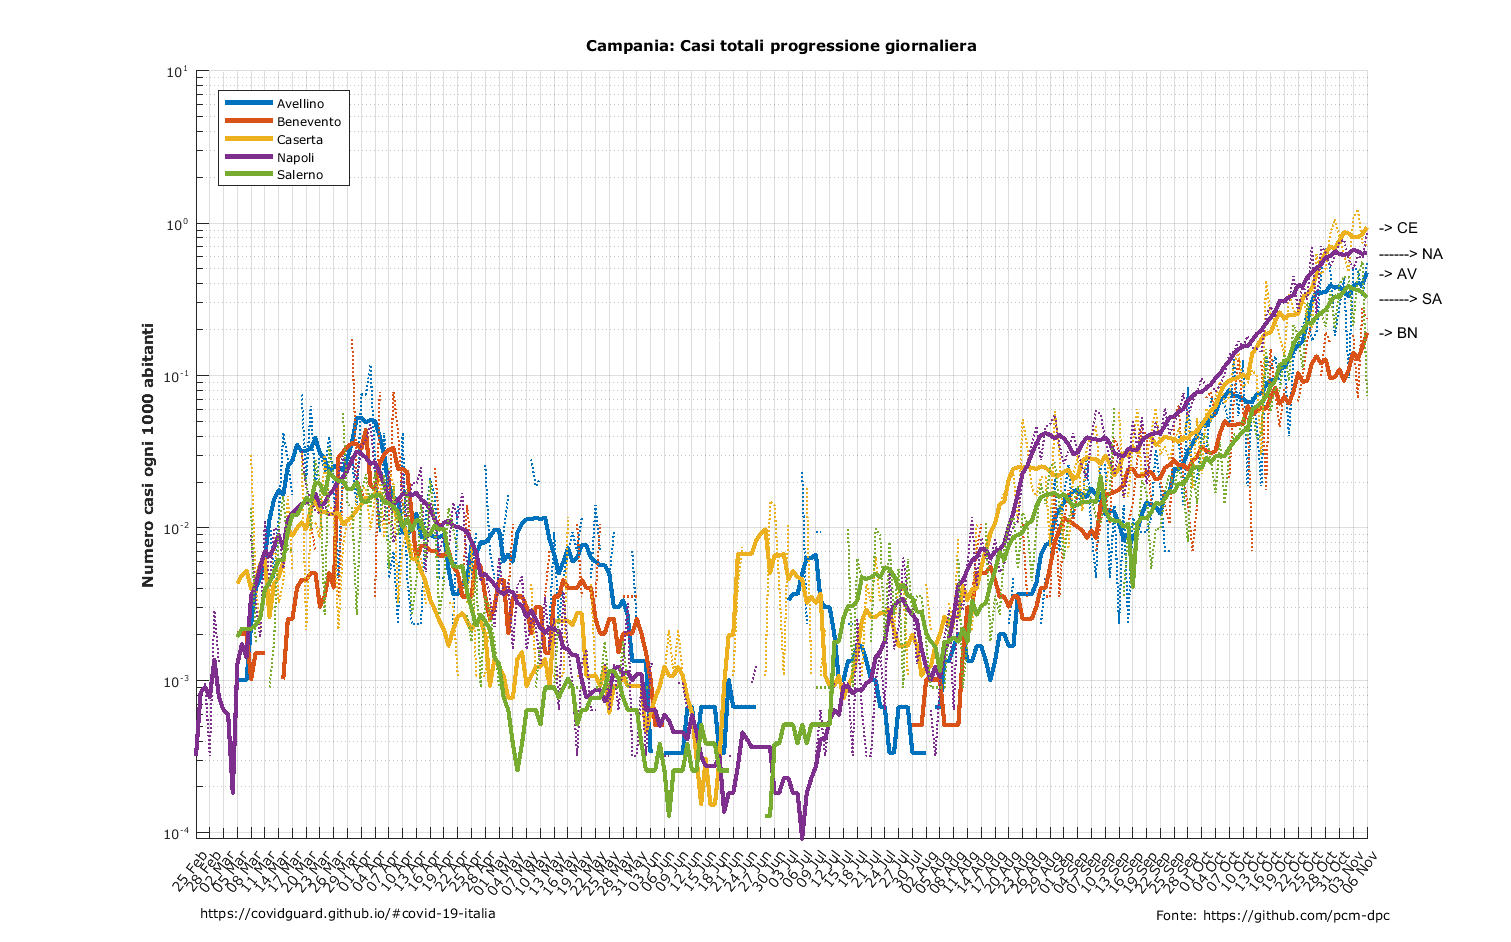 Campania: Casi totali progressione giornaliera
Numero casi ogni 1000 abitanti
10¹
10⁰
10⁻¹
10⁻²
10⁻³
10⁻⁴
Avellino
Benevento
Caserta
Napoli
Salerno
-> CE
------> NA
-> AV
------> SA
-> BN
25 Feb
28 Feb
02 Mar
05 Mar
08 Mar
11 Mar
14 Mar
17 Mar
20 Mar
23 Mar
26 Mar
29 Mar
01 Apr
04 Apr
07 Apr
10 Apr
13 Apr
16 Apr
19 Apr
22 Apr
25 Apr
28 Apr
01 May
04 May
07 May
10 May
13 May
16 May
19 May
22 May
25 May
28 May
31 May
03 Jun
06 Jun
09 Jun
12 Jun
15 Jun
18 Jun
21 Jun
24 Jun
27 Jun
30 Jun
03 Jul
06 Jul
09 Jul
12 Jul
15 Jul
18 Jul
21 Jul
24 Jul
27 Jul
30 Jul
02 Aug
05 Aug
08 Aug
11 Aug
14 Aug
17 Aug
20 Aug
23 Aug
26 Aug
29 Aug
01 Sep
04 Sep
07 Sep
10 Sep
13 Sep
16 Sep
19 Sep
22 Sep
25 Sep
28 Sep
01 Oct
04 Oct
07 Oct
10 Oct
13 Oct
16 Oct
19 Oct
22 Oct
25 Oct
28 Oct
31 Oct
03 Nov
06 Nov
https://covidguard.github.io/#covid-19-italia
Fonte: https://github.com/pcm-dpc